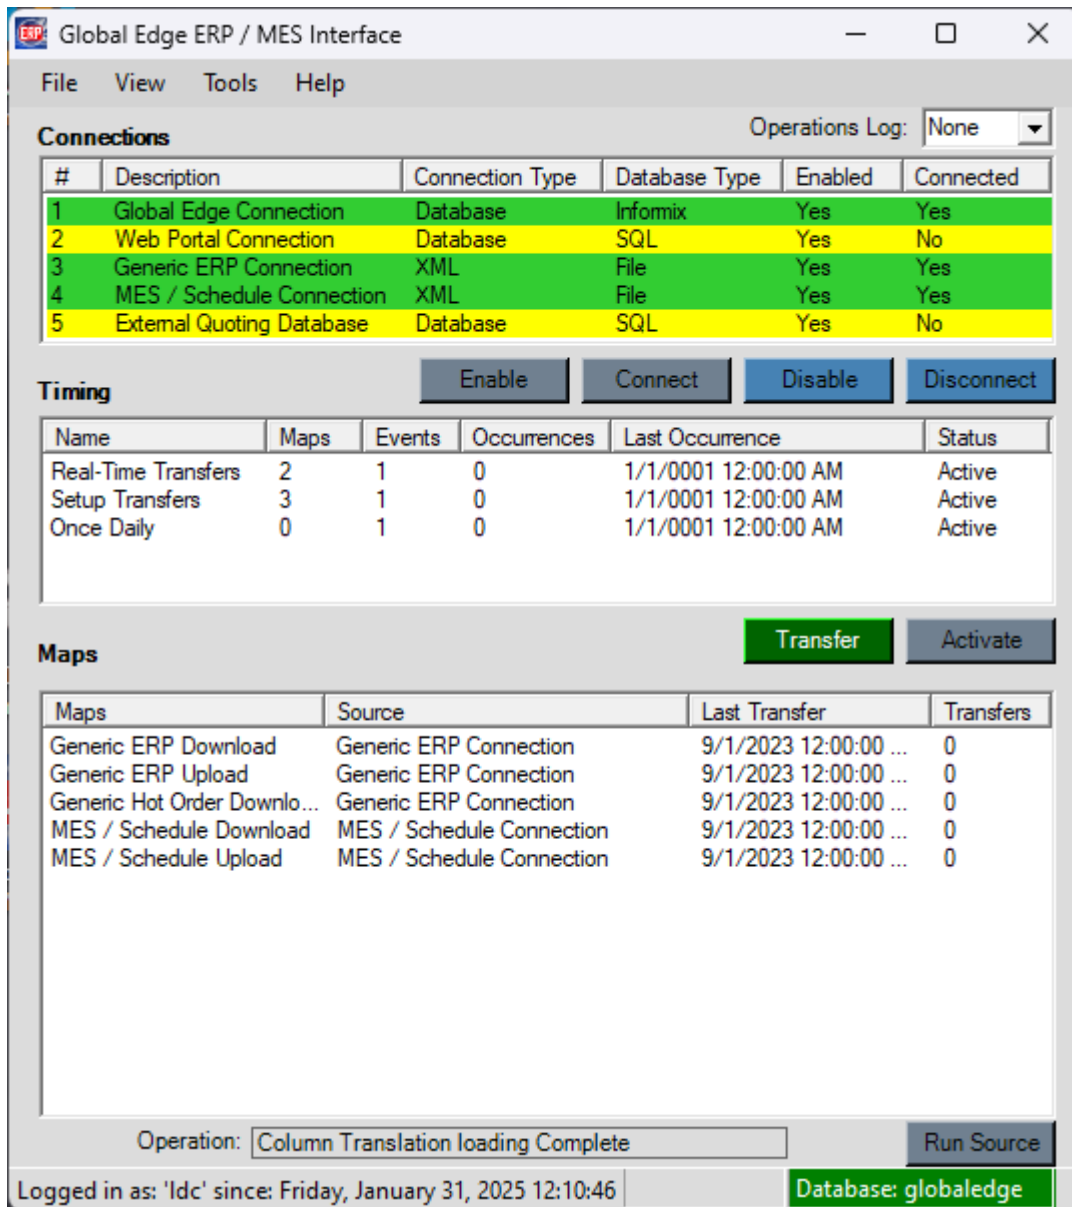 ERP Global Edge ERP / MES Interface
File View Tools Help
Connections Operations Log: None
# Description Connection Type Database Type Enabled Connected
1 Global Edge Connection Database Informix Yes Yes
2 Web Portal Connection Database SQL Yes No
3 Generic ERP Connection XML File Yes Yes
4 MES / Schedule Connection XML File Yes Yes
5 External Quoting Database Database SQL Yes No
Timing Enable Connect Disable Disconnect
Name Maps Events Occurrences Last Occurrence Status
Real-Time Transfers 2 1 0 1/1/0001 12:00:00 AM Active
Setup Transfers 3 1 0 1/1/0001 12:00:00 AM Active
Once Daily 0 1 0 1/1/0001 12:00:00 AM Active
Maps Transfer Activate
Maps Source Last Transfer Transfers
Generic ERP Download Generic ERP Connection 9/1/2023 12:00:00 ... 0
Generic ERP Upload Generic ERP Connection 9/1/2023 12:00:00 ... 0
Generic Hot Order Downlo... Generic ERP Connection 9/1/2023 12:00:00 ... 0
MES / Schedule Download MES / Schedule Connection 9/1/2023 12:00:00 ... 0
MES / Schedule Upload MES / Schedule Connection 9/1/2023 12:00:00 ... 0
Operation: Column Translation loading Complete Run Source
Logged in as: 'ldc' since: Friday, January 31, 2025 12:10:46 Database: globaledge